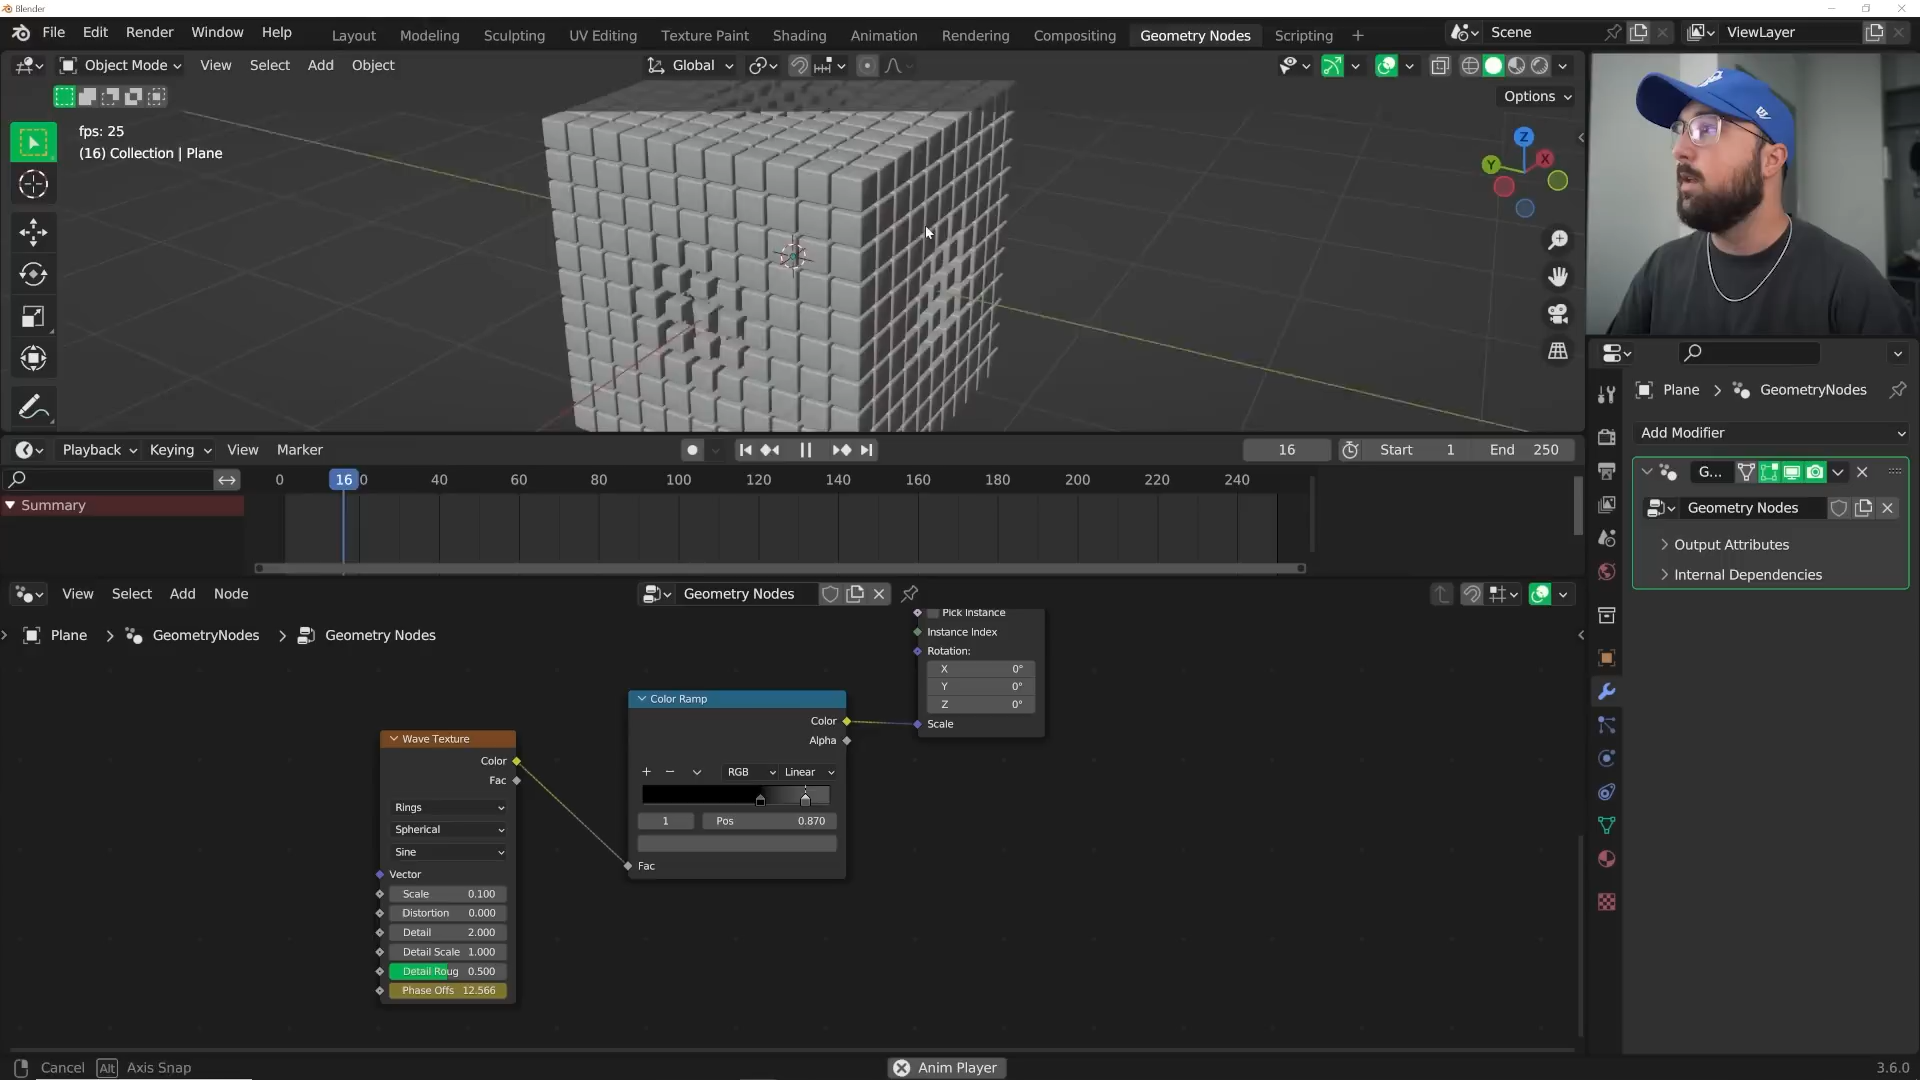 Blender
File Edit Render Window Help
Layout Modeling Sculpting UV Editing Texture Paint Shading Animation Rendering Compositing Geometry Nodes Scripting +
Scene
ViewLayer
Object Mode View Select Add Object
Global
Options
fps: 25
(16) Collection | Plane
Z
X
Y
Plane GeometryNodes
Add Modifier
G...
Geometry Nodes
Output Attributes
Internal Dependencies
Playback Keying View Marker
16 Start 1 End 250
0 16 0 40 60 80 100 120 140 160 180 200 220 240
Summary
View Select Add Node
Geometry Nodes
Plane GeometryNodes Geometry Nodes
Pick Instance
Instance Index
Rotation:
X 0°
Y 0°
Z 0°
Scale
Color Ramp
Color
Alpha
RGB Linear
1 Pos 0.870
Fac
Wave Texture
Color
Fac
Rings
Spherical
Sine
Vector
Scale 0.100
Distortion 0.000
Detail 2.000
Detail Scale 1.000
Detail Roug 0.500
Phase Offs 12.566
Cancel Alt Axis Snap
Anim Player
3.6.0